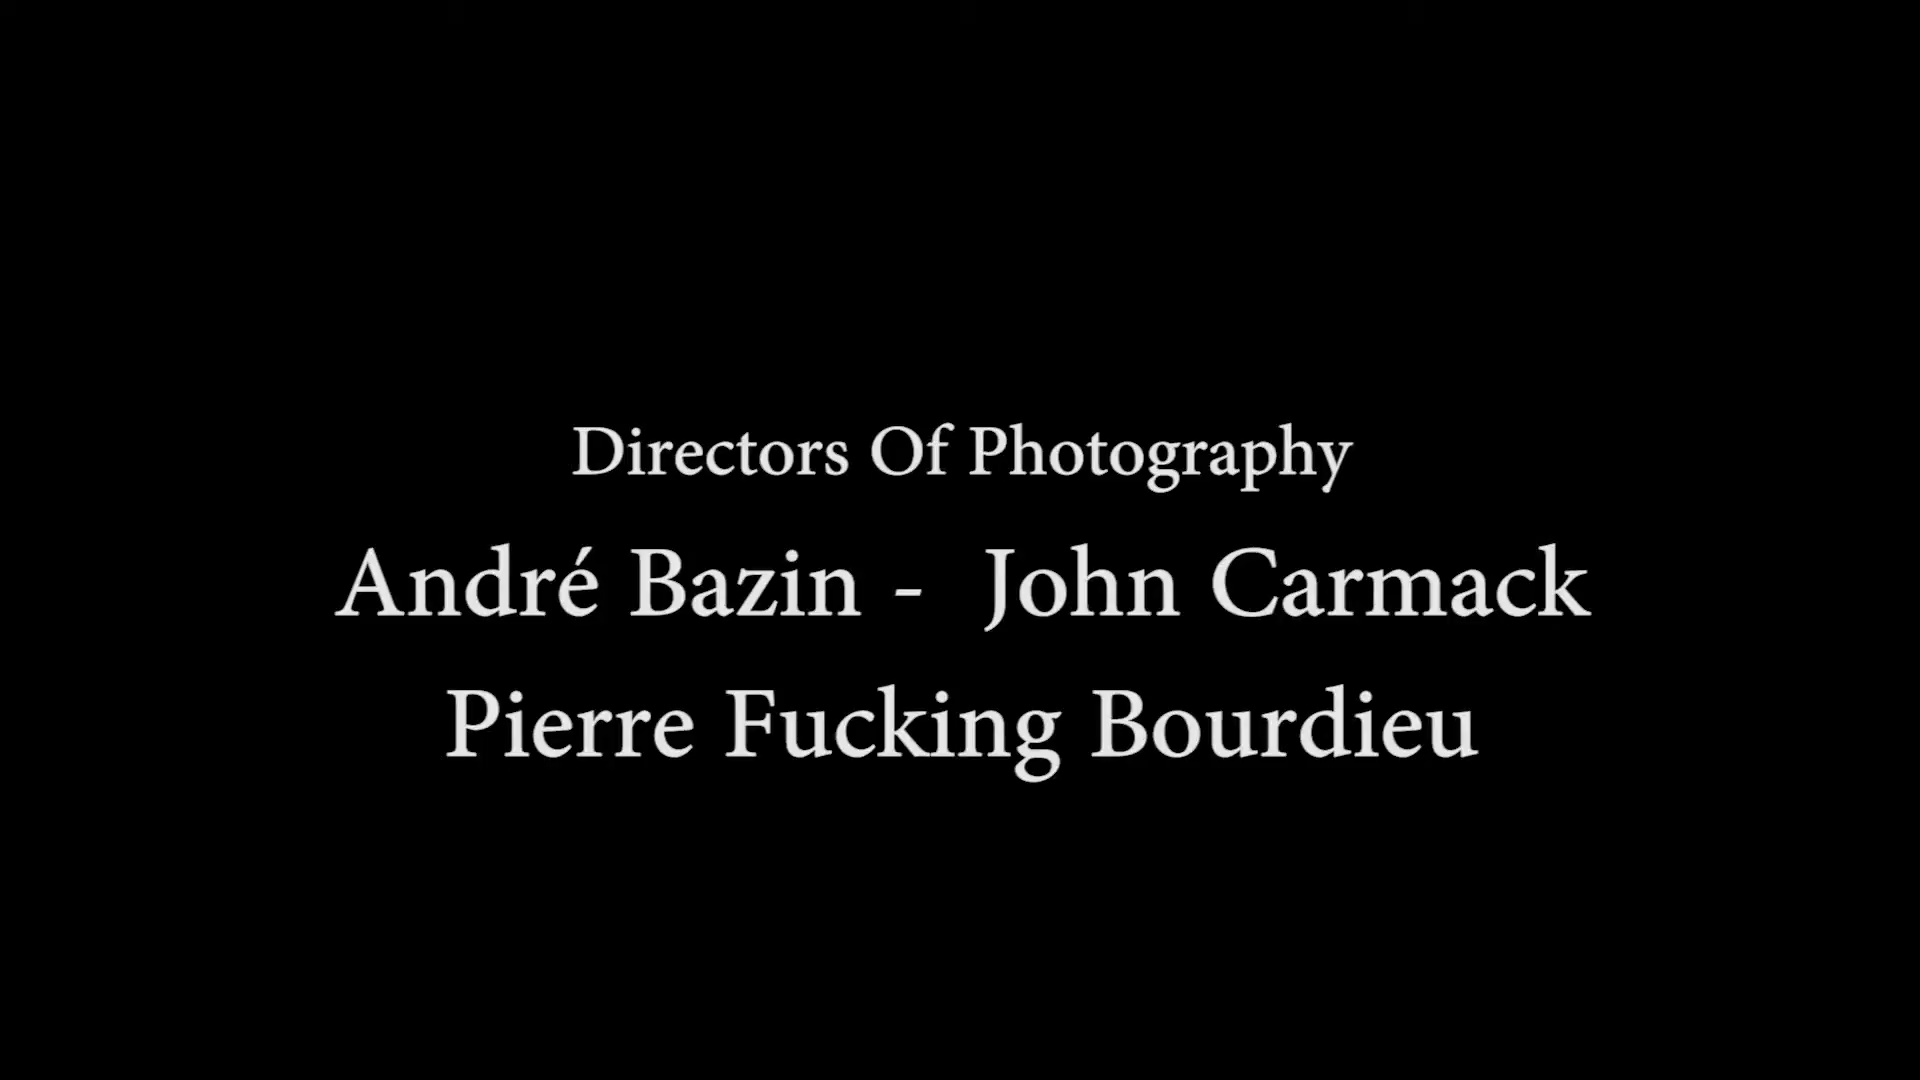 Directors Of Photography
André Bazin -  John Carmack
Pierre Fucking Bourdieu